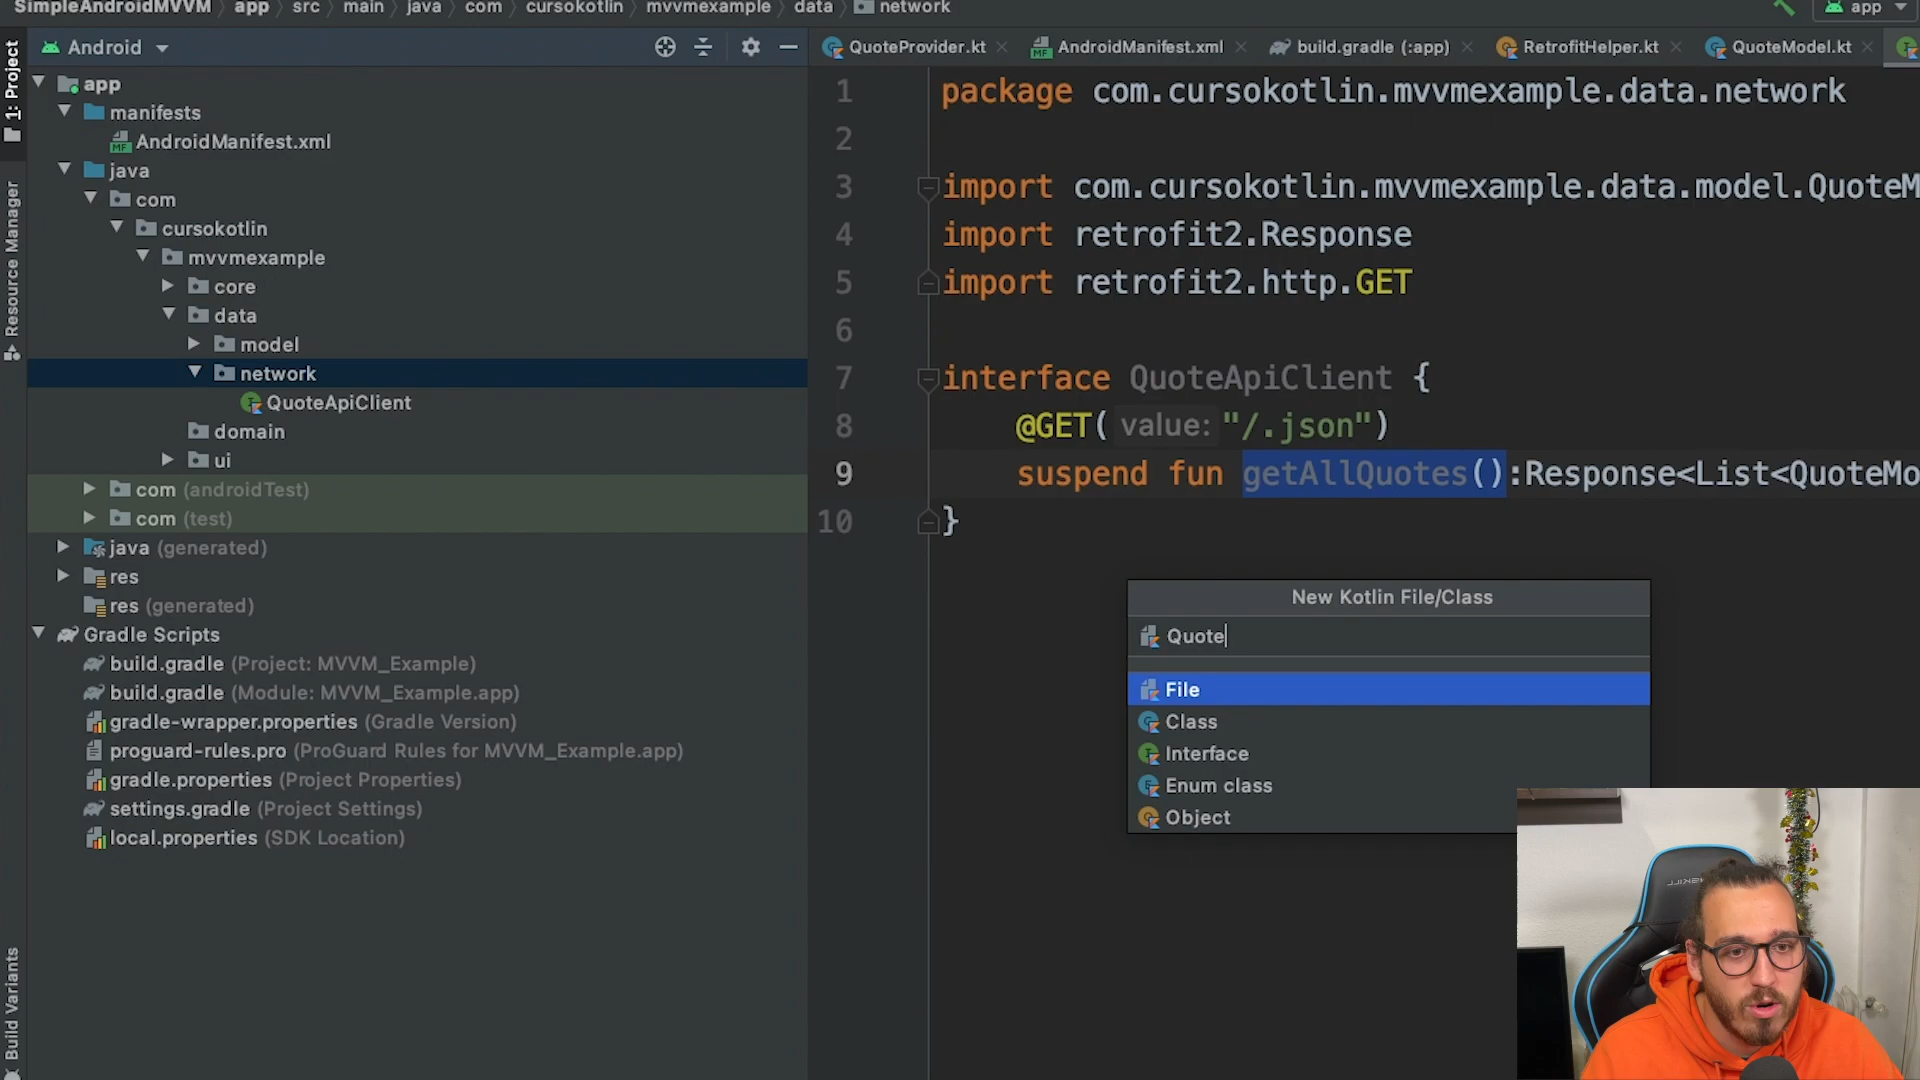 SimpleAndroidMVVM app src main java com cursokotlin mvvmexample data network
app
Android
QuoteProvider.kt
AndroidManifest.xml
build.gradle (:app)
RetrofitHelper.kt
QuoteModel.kt
1: Project
Resource Manager
Build Variants
app
manifests
AndroidManifest.xml
java
com
cursokotlin
mvvmexample
core
data
model
network
QuoteApiClient
domain
ui
com (androidTest)
com (test)
java (generated)
res
res (generated)
Gradle Scripts
build.gradle (Project: MVVM_Example)
build.gradle (Module: MVVM_Example.app)
gradle-wrapper.properties (Gradle Version)
proguard-rules.pro (ProGuard Rules for MVVM_Example.app)
gradle.properties (Project Properties)
settings.gradle (Project Settings)
local.properties (SDK Location)
1 package com.cursokotlin.mvvmexample.data.network
2
3 import com.cursokotlin.mvvmexample.data.model.QuoteM
4 import retrofit2.Response
5 import retrofit2.http.GET
6
7 interface QuoteApiClient {
8 @GET( value: "/.json")
9 suspend fun getAllQuotes():Response<List<QuoteMo
10 }
New Kotlin File/Class
Quote
File
Class
Interface
Enum class
Object